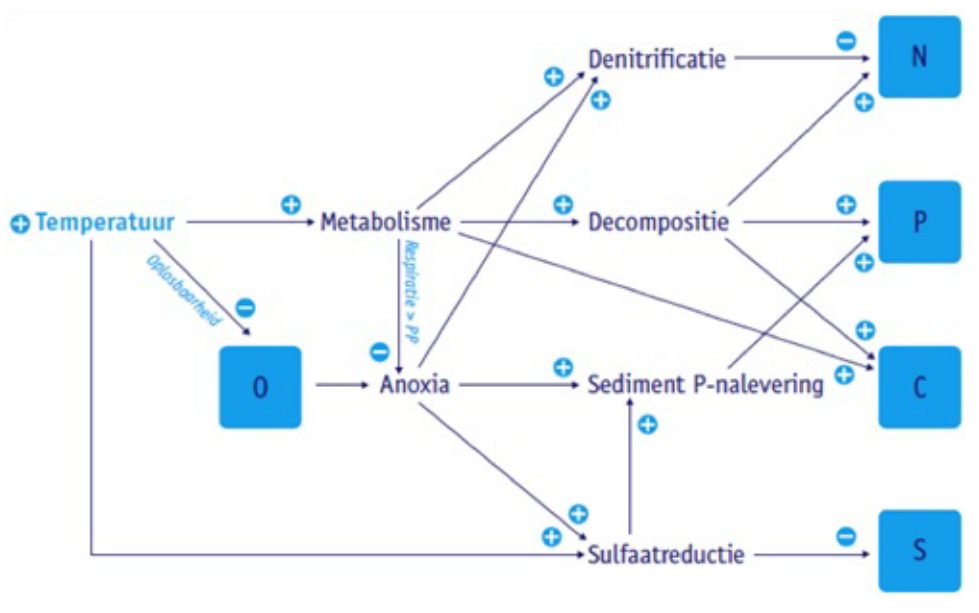 Denitrificatie
−
N
+
+
+
+ Temperatuur
+
Metabolisme
+
Decompositie
+
P
Oplosbaarheid
−
Respiratie > PP
+
+
O
−
Anoxia
+
Sediment P-nalevering
+
C
+
+
+
Sulfaatreductie
−
S